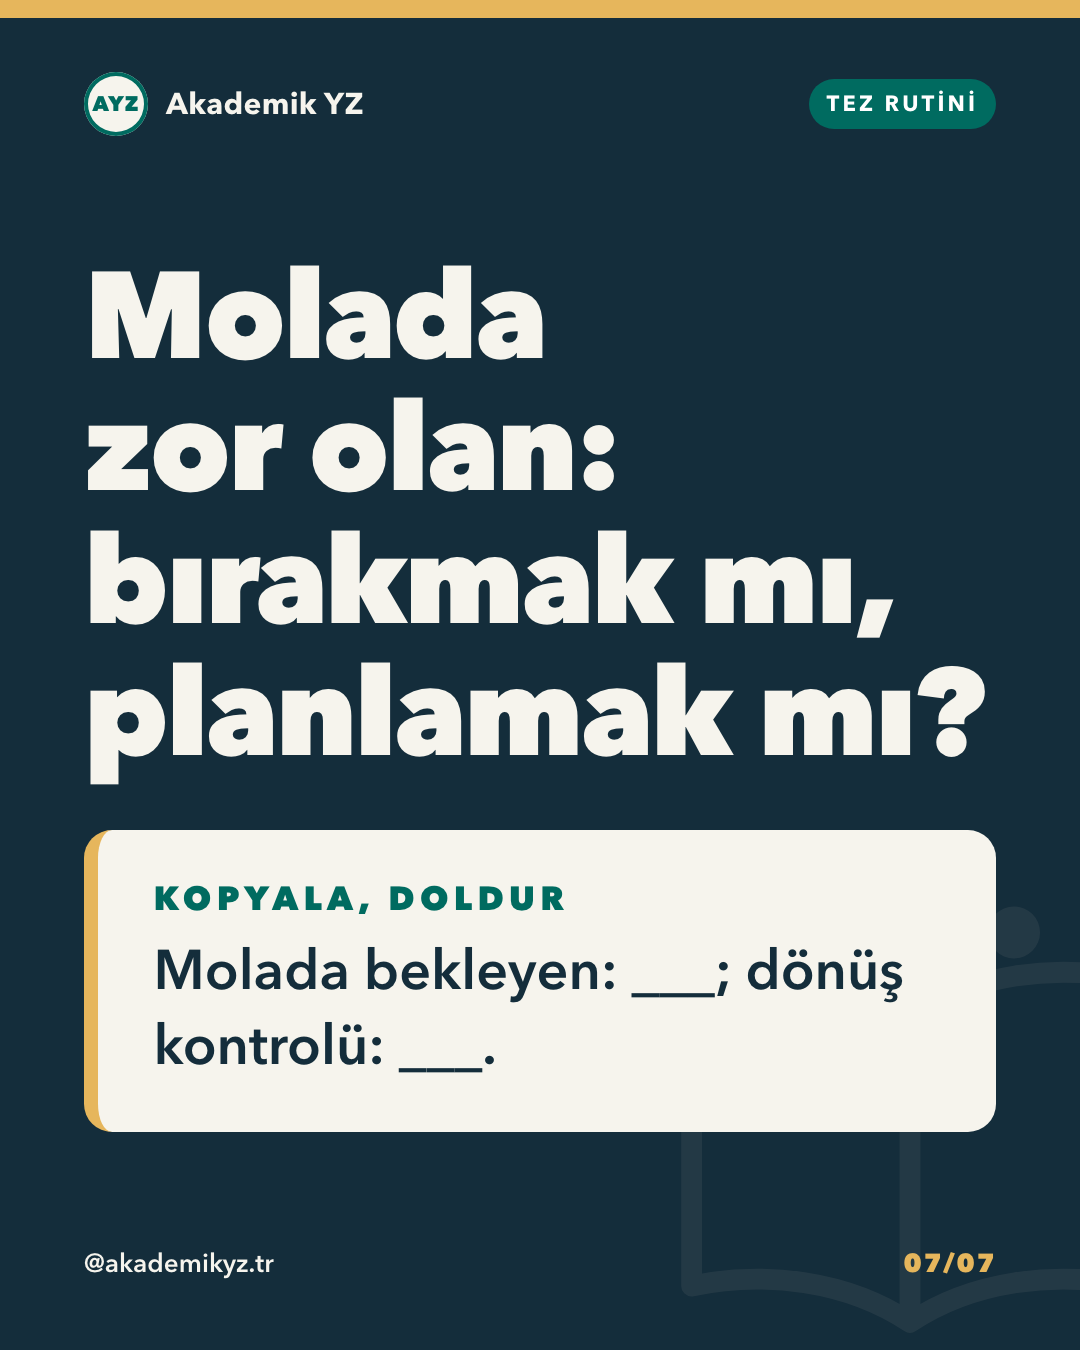 AYZ
Akademik YZ
TEZ RUTİNİ
Molada
zor olan:
bırakmak mı,
planlamak mı?
KOPYALA, DOLDUR
Molada bekleyen: ___; dönüş
kontrolü: ___.
@akademikyz.tr
07/07